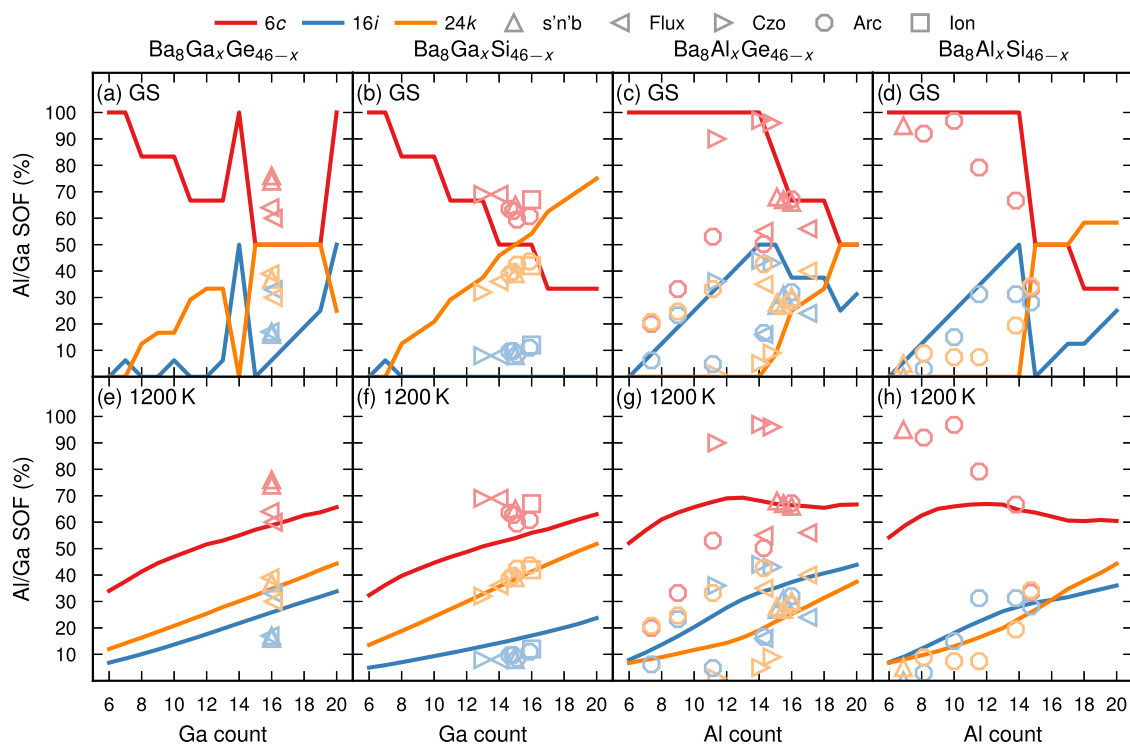 6c 16i 24k s'n'b Flux Czo Arc Ion
Ba₈GaₓGe₄₆₋ₓ Ba₈GaₓSi₄₆₋ₓ Ba₈AlₓGe₄₆₋ₓ Ba₈AlₓSi₄₆₋ₓ
(a) GS (b) GS (c) GS (d) GS
Al/Ga SOF (%)
100
90
80
70
60
50
40
30
20
10
(e) 1200 K (f) 1200 K (g) 1200 K (h) 1200 K
Al/Ga SOF (%)
100
90
80
70
60
50
40
30
20
10
6 8 10 12 14 16 18 20 6 8 10 12 14 16 18 20 6 8 10 12 14 16 18 20 6 8 10 12 14 16 18 20
Ga count Ga count Al count Al count